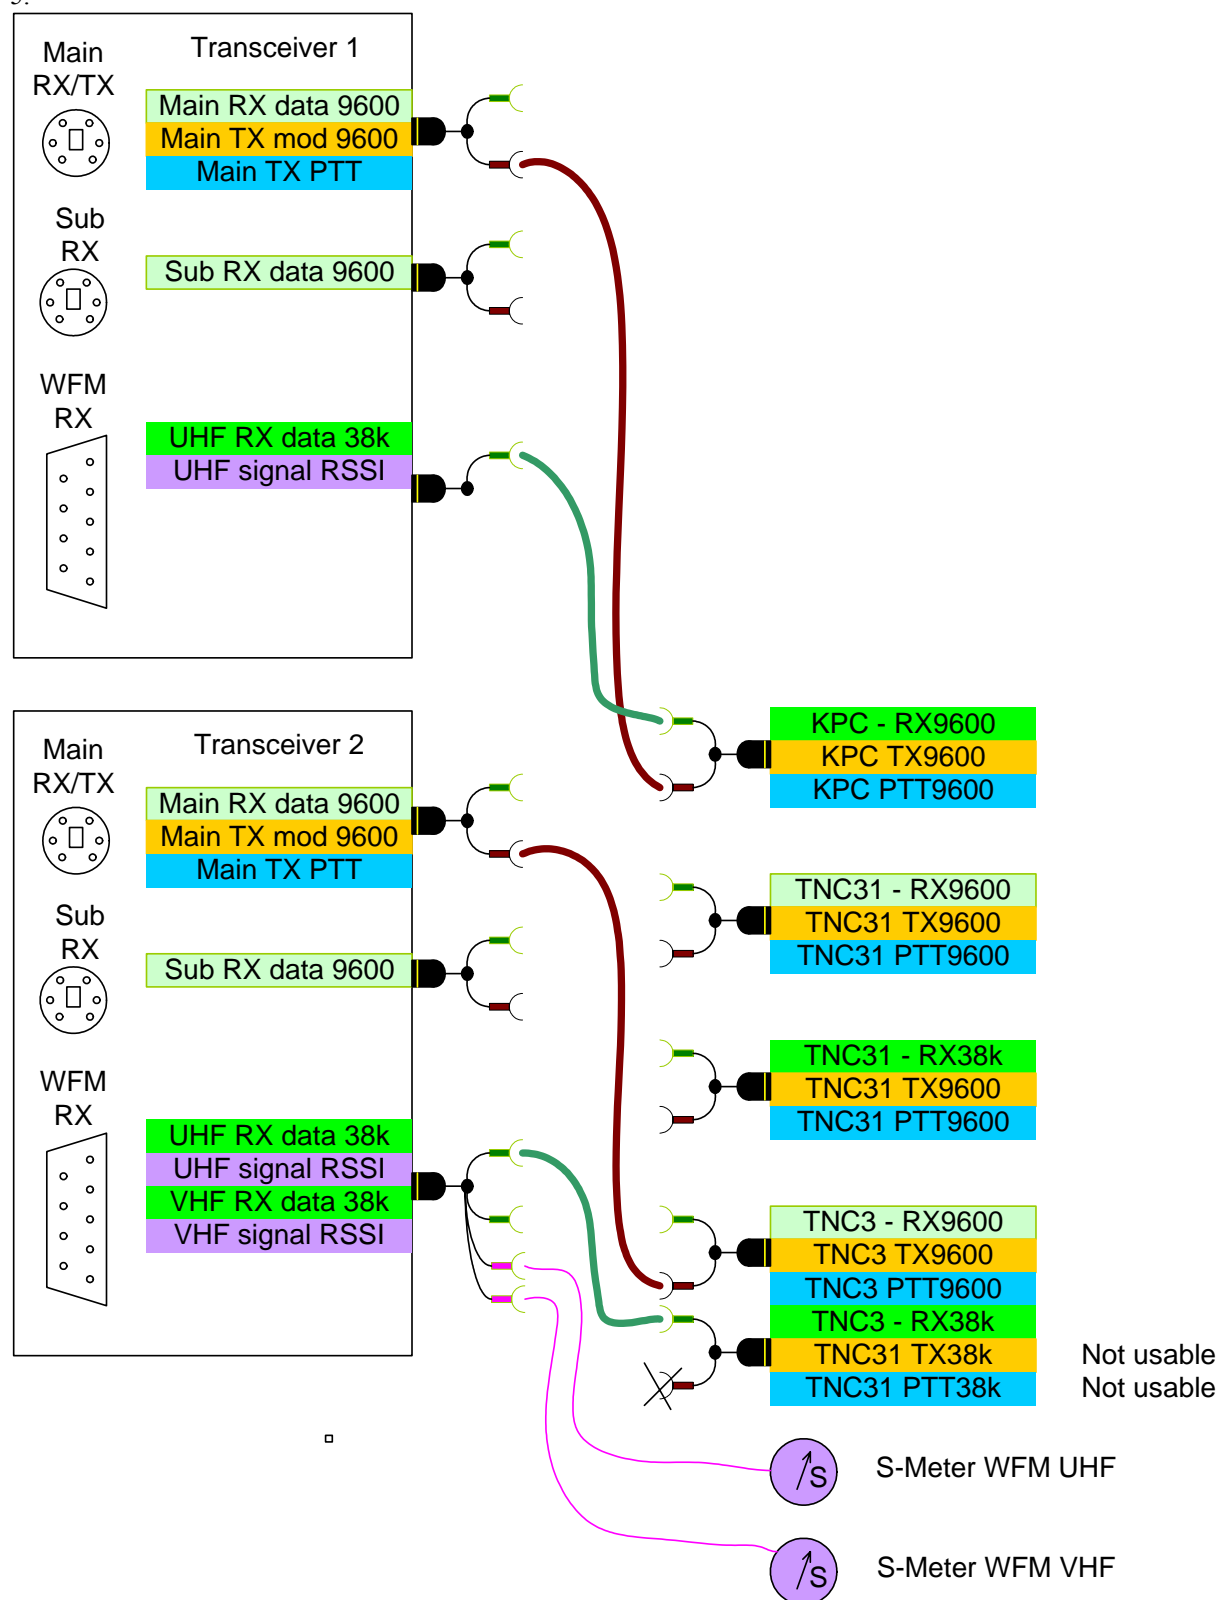 Transceiver 1
Main
RX/TX
Main RX data 9600
Main TX mod 9600
Main TX PTT
Sub
RX
Sub RX data 9600
WFM
RX
UHF RX data 38k
UHF signal RSSI
Transceiver 2
Main
RX/TX
Main RX data 9600
Main TX mod 9600
Main TX PTT
Sub
RX
Sub RX data 9600
WFM
RX
UHF RX data 38k
UHF signal RSSI
VHF RX data 38k
VHF signal RSSI
KPC - RX9600
KPC TX9600
KPC PTT9600
TNC31 - RX9600
TNC31 TX9600
TNC31 PTT9600
TNC31 - RX38k
TNC31 TX9600
TNC31 PTT9600
TNC3 - RX9600
TNC3 TX9600
TNC3 PTT9600
TNC3 - RX38k
TNC31 TX38k Not usable
TNC31 PTT38k Not usable
S S-Meter WFM UHF
S S-Meter WFM VHF